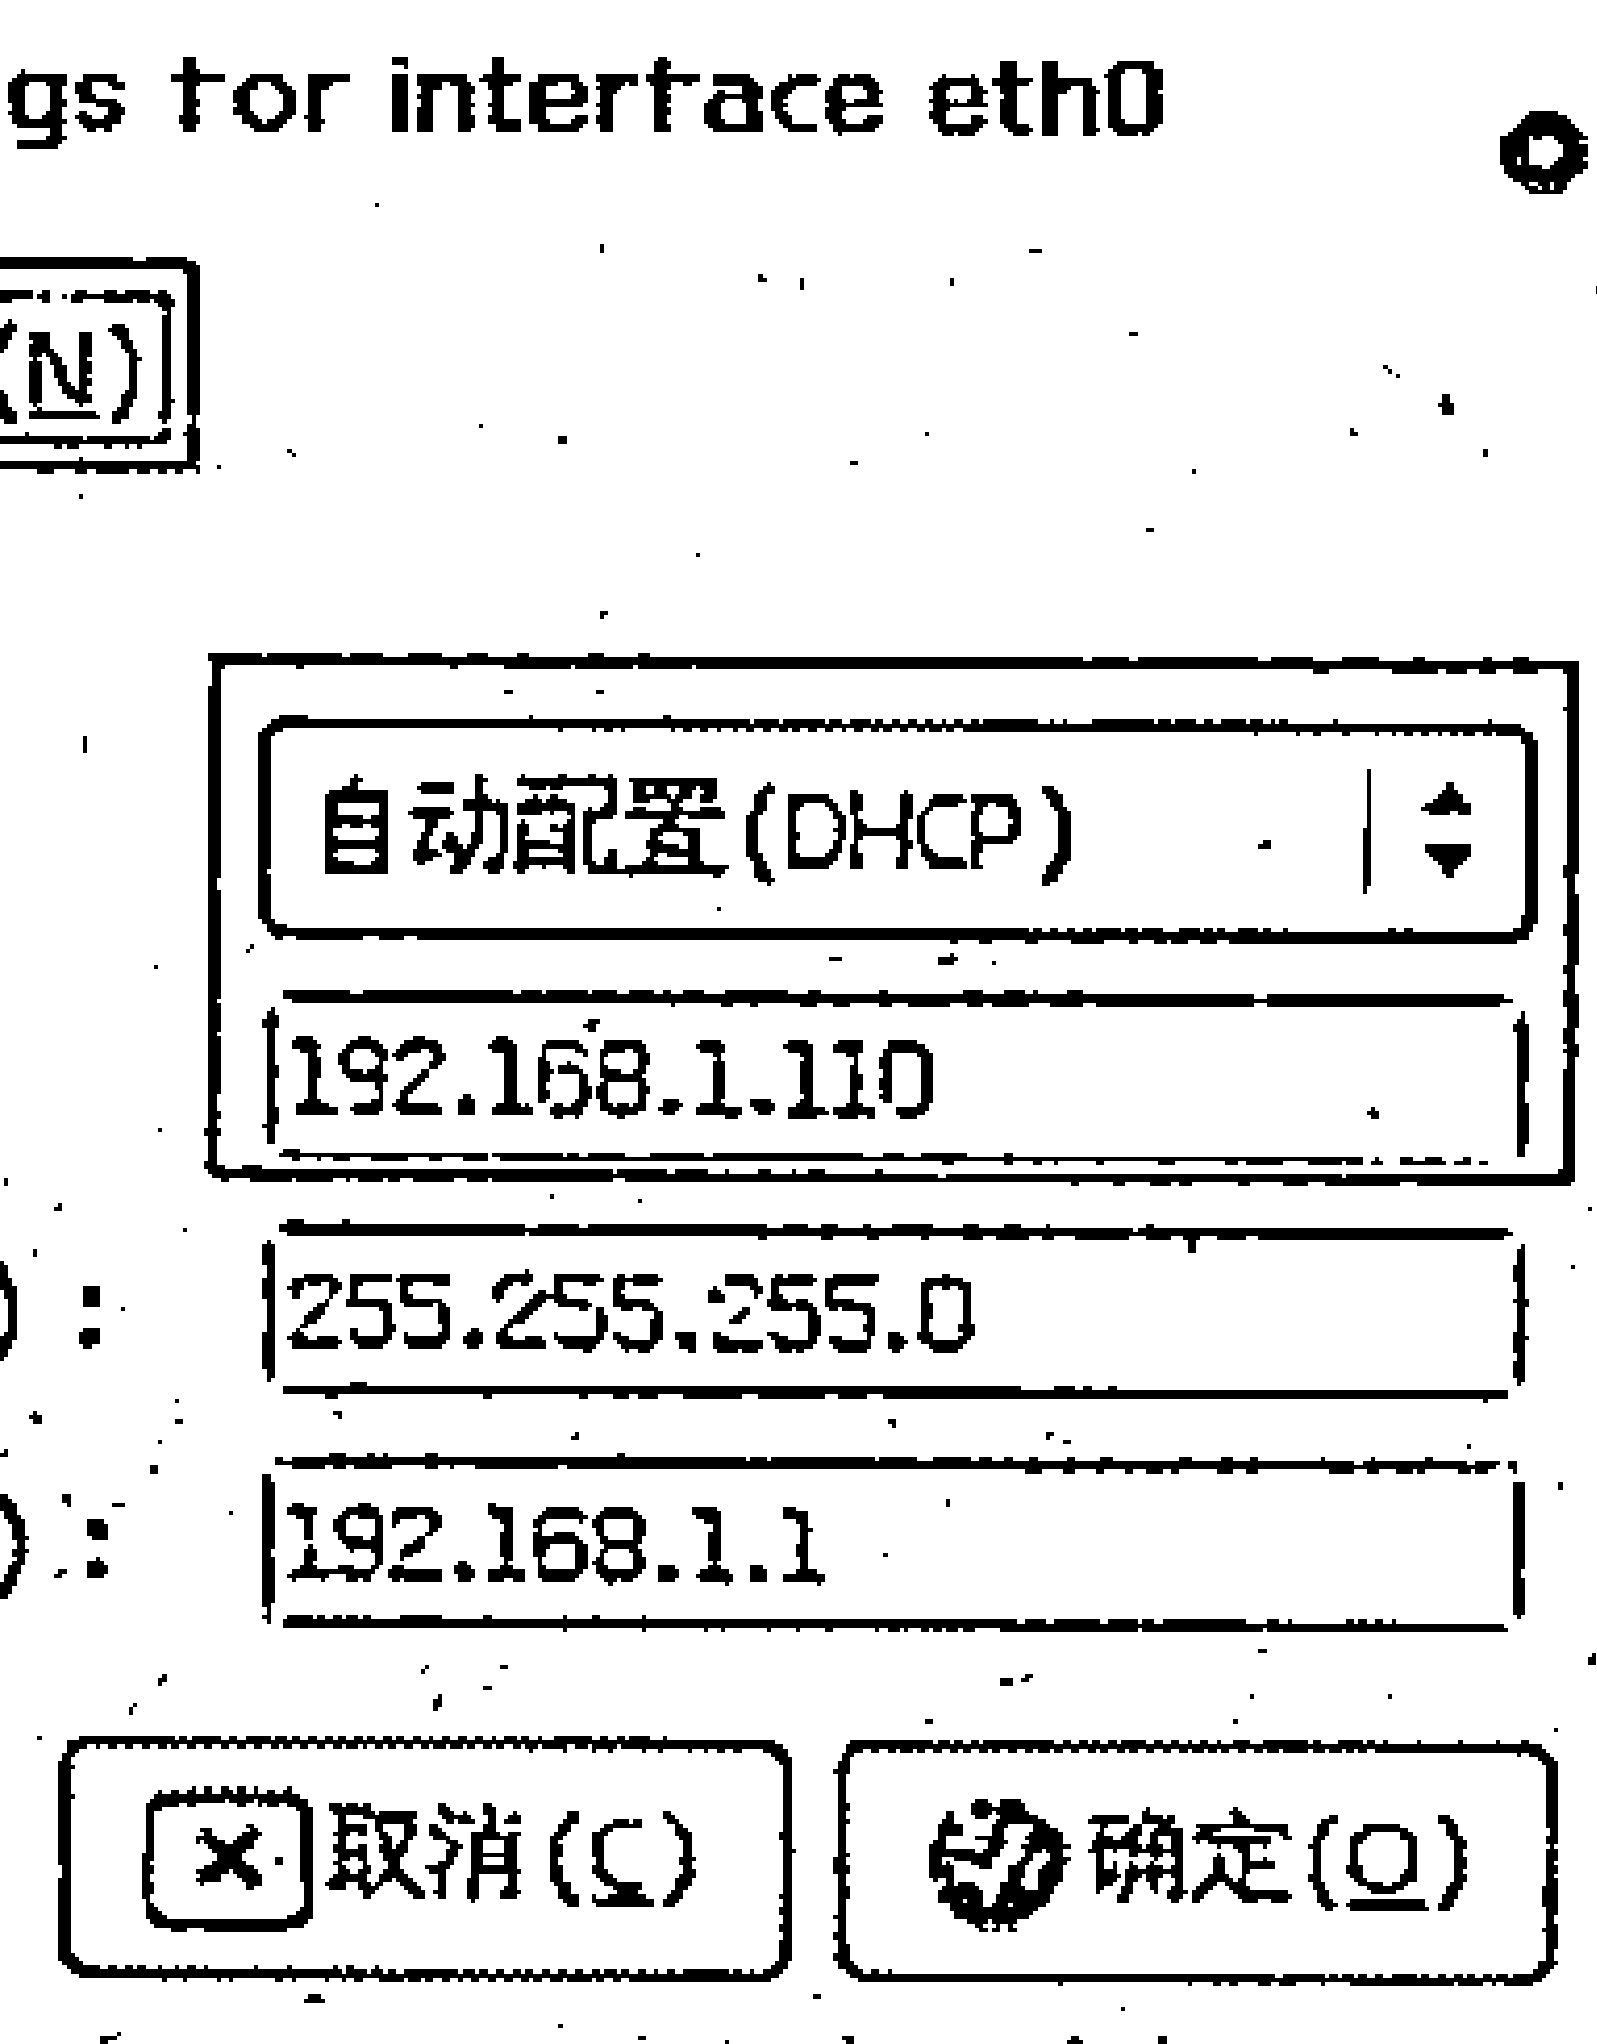 gs for interface eth0
(N)
自动配置(DHCP)
192.168.1.110
) : 255.255.255.0
) : 192.168.1.1
取消(C) 确定(O)